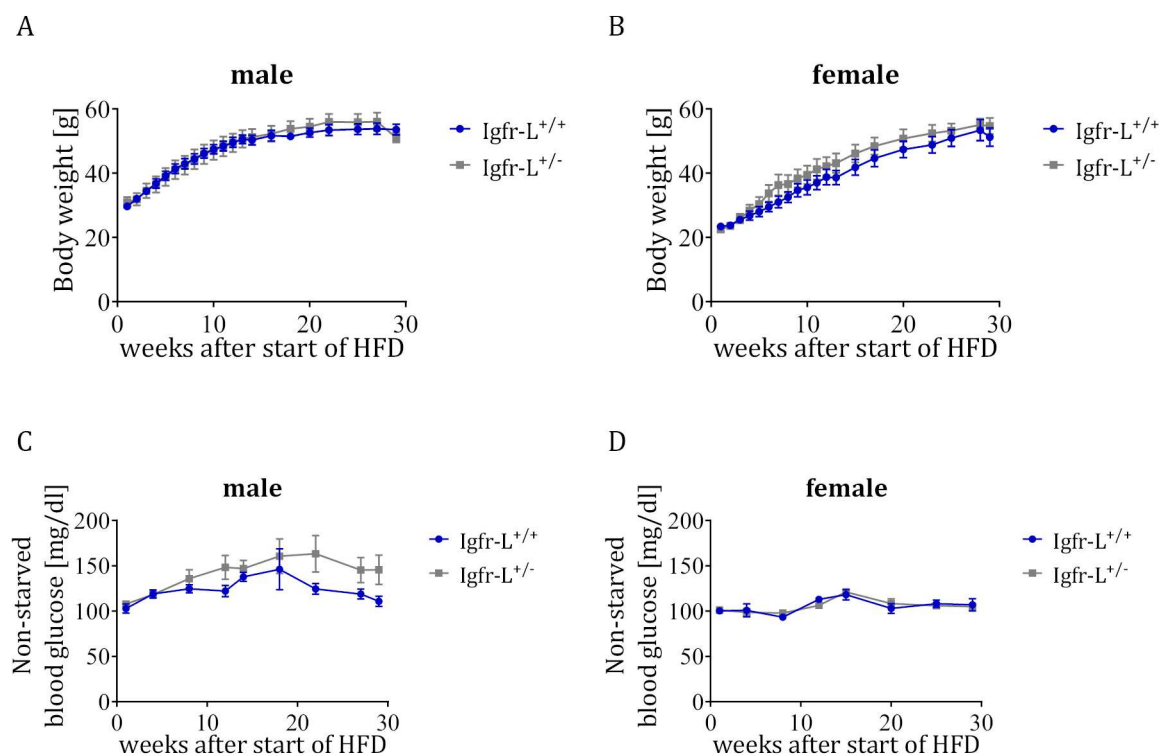 A
male
Body weight [g]
60
40
20
0
0 10 20 30
weeks after start of HFD
Igfr-L+/+
Igfr-L+/-
B
female
Body weight [g]
60
40
20
0
0 10 20 30
weeks after start of HFD
Igfr-L+/+
Igfr-L+/-
C
male
Non-starved
blood glucose [mg/dl]
200
150
100
50
0
0 10 20 30
weeks after start of HFD
Igfr-L+/+
Igfr-L+/-
D
female
Non-starved
blood glucose [mg/dl]
200
150
100
50
0
0 10 20 30
weeks after start of HFD
Igfr-L+/+
Igfr-L+/-